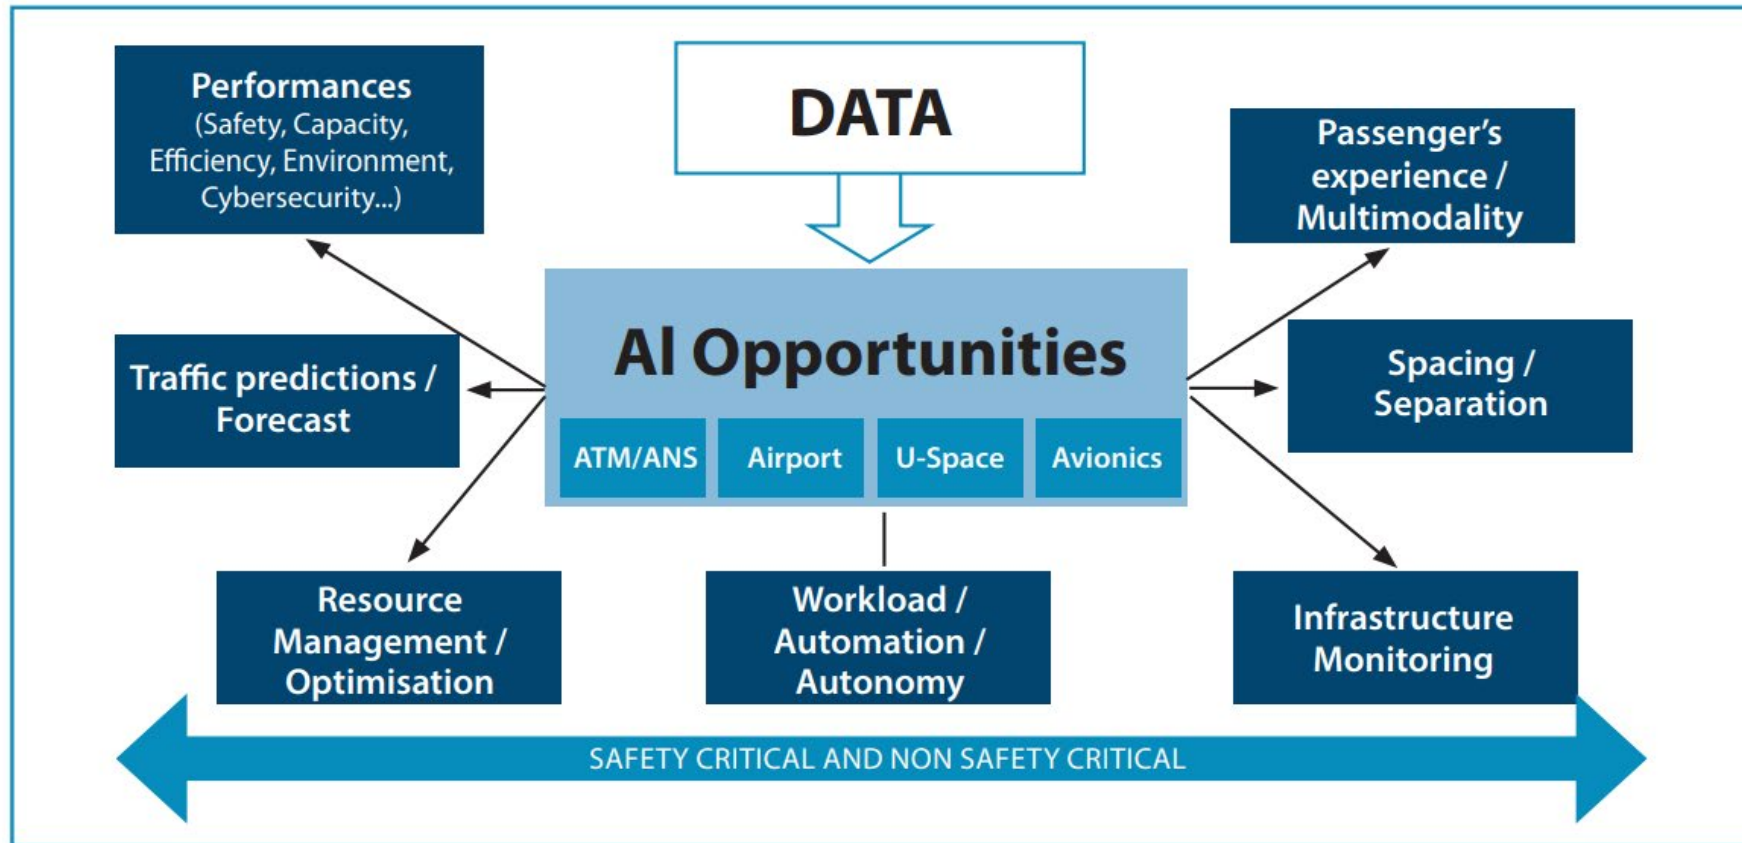 Performances
(Safety, Capacity,
Efficiency, Environment,
Cybersecurity...)
DATA
Passenger's
experience /
Multimodality
AI Opportunities
ATM/ANS
Airport
U-Space
Avionics
Traffic predictions /
Forecast
Spacing /
Separation
Resource
Management /
Optimisation
Workload /
Automation /
Autonomy
Infrastructure
Monitoring
SAFETY CRITICAL AND NON SAFETY CRITICAL